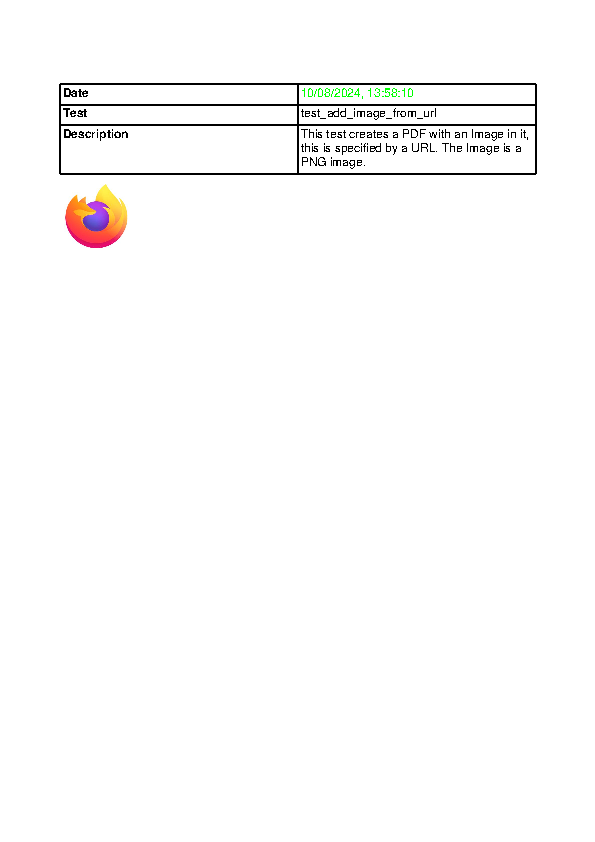 Date 10/08/2024, 13:58:10
Test test_add_image_from_url
Description This test creates a PDF with an Image in it,
this is specified by a URL. The Image is a
PNG image.